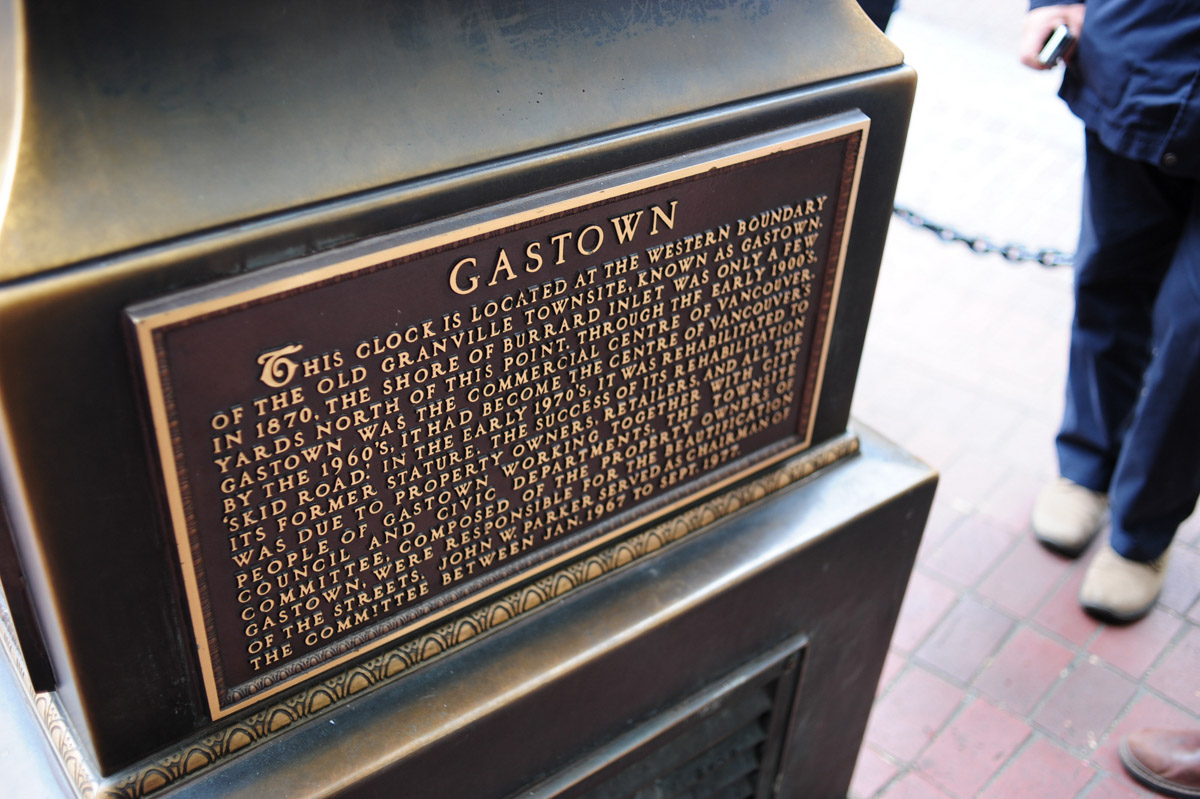 GASTOWN
THIS CLOCK IS LOCATED AT THE WESTERN BOUNDARY
OF THE OLD GRANVILLE TOWNSITE, KNOWN AS GASTOWN.
IN 1870, THE SHORE OF BURRARD INLET WAS ONLY A FEW
YARDS NORTH OF THIS POINT. THROUGH THE EARLY 1900'S,
GASTOWN WAS THE COMMERCIAL CENTRE OF VANCOUVER.
BY THE 1960'S, IT HAD BECOME THE CENTRE OF VANCOUVER'S
'SKID ROAD,' IN THE EARLY 1970'S, IT WAS REHABILITATED TO
ITS FORMER STATURE. THE SUCCESS OF ITS REHABILITATION
WAS DUE TO PROPERTY OWNERS, RETAILERS, AND ALL THE
PEOPLE OF GASTOWN WORKING TOGETHER WITH CITY
COUNCIL AND CIVIC DEPARTMENTS. THE TOWNSITE
COMMITTEE, COMPOSED OF THE PROPERTY OWNERS OF
GASTOWN, WERE RESPONSIBLE FOR THE BEAUTIFICATION
OF THE STREETS. JOHN W. PARKER SERVED AS CHAIRMAN OF
THE COMMITTEE BETWEEN JAN. 1967 TO SEPT. 1977.